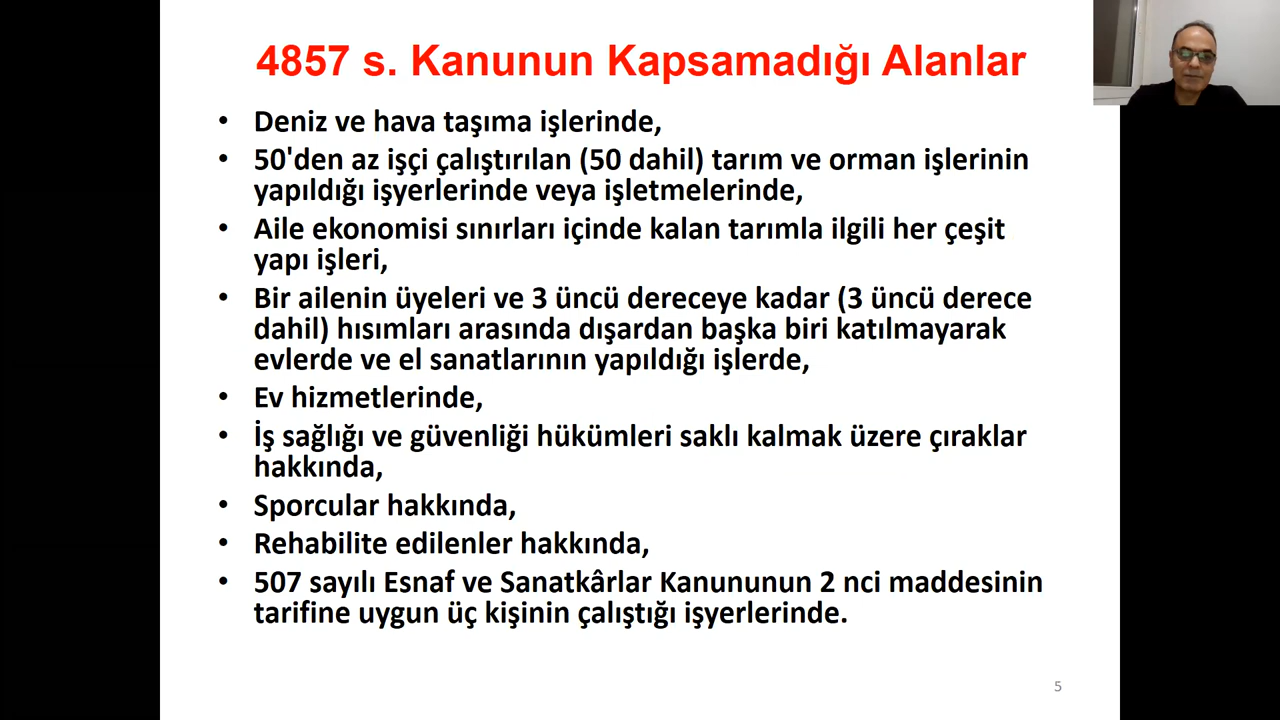 4857 s. Kanunun Kapsamadığı Alanlar
• Deniz ve hava taşıma işlerinde,
• 50'den az işçi çalıştırılan (50 dahil) tarım ve orman işlerinin
yapıldığı işyerlerinde veya işletmelerinde,
• Aile ekonomisi sınırları içinde kalan tarımla ilgili her çeşit
yapı işleri,
• Bir ailenin üyeleri ve 3 üncü dereceye kadar (3 üncü derece
dahil) hısımları arasında dışardan başka biri katılmayarak
evlerde ve el sanatlarının yapıldığı işlerde,
• Ev hizmetlerinde,
• İş sağlığı ve güvenliği hükümleri saklı kalmak üzere çıraklar
hakkında,
• Sporcular hakkında,
• Rehabilite edilenler hakkında,
• 507 sayılı Esnaf ve Sanatkârlar Kanununun 2 nci maddesinin
tarifine uygun üç kişinin çalıştığı işyerlerinde.
5